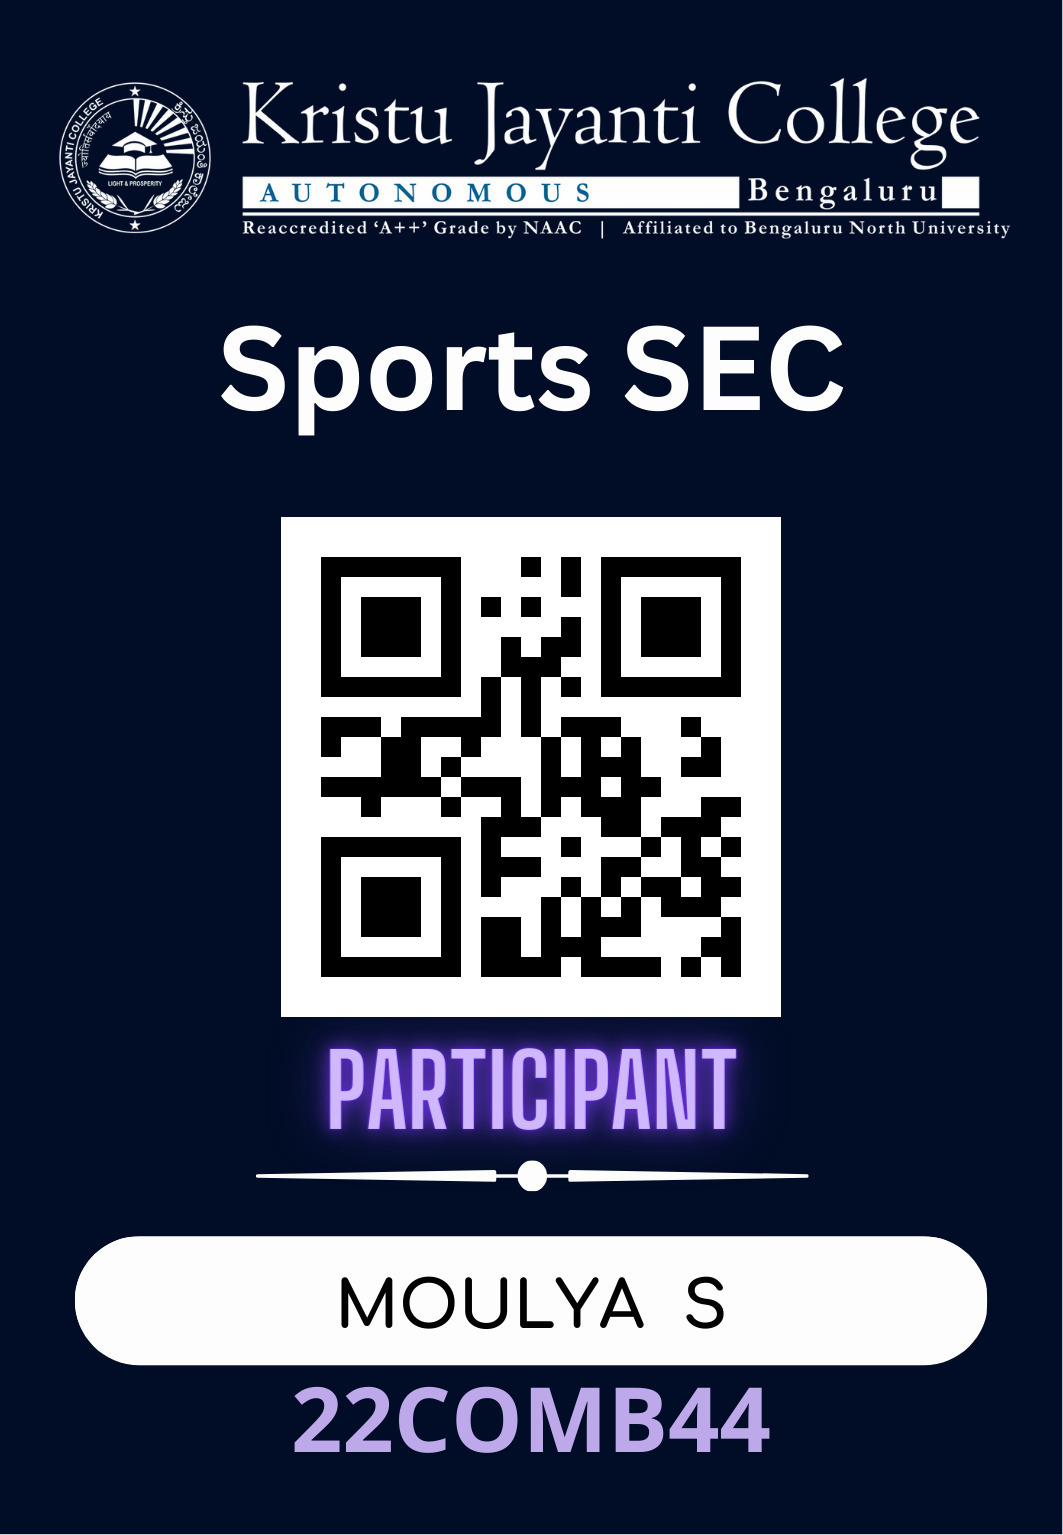 KRISTU JAYANTI COLLEGE
ಕ್ರಿಸ್ತು ಜಯಂತಿ ಕಾಲೇಜು
LIGHT & PROSPERITY
Kristu Jayanti College
AUTONOMOUS Bengaluru
Reaccredited ‘A++’ Grade by NAAC | Affiliated to Bengaluru North University
Sports SEC
PARTICIPANT
MOULYA S
22COMB44